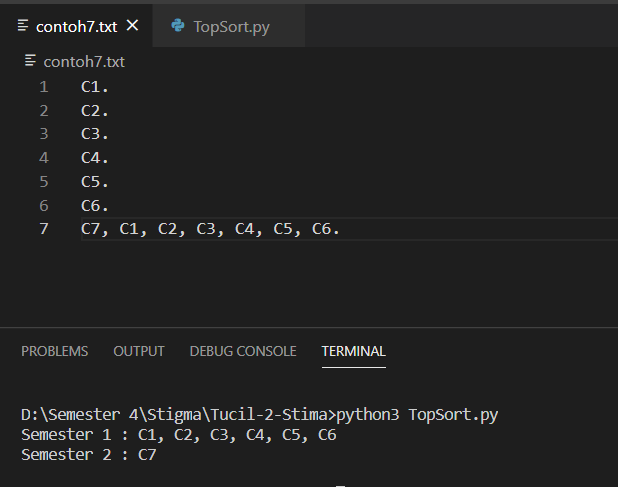 contoh7.txt TopSort.py
contoh7.txt
1 C1.
2 C2.
3 C3.
4 C4.
5 C5.
6 C6.
7 C7, C1, C2, C3, C4, C5, C6.
PROBLEMS OUTPUT DEBUG CONSOLE TERMINAL
D:\Semester 4\Stigma\Tucil-2-Stima>python3 TopSort.py
Semester 1 : C1, C2, C3, C4, C5, C6
Semester 2 : C7